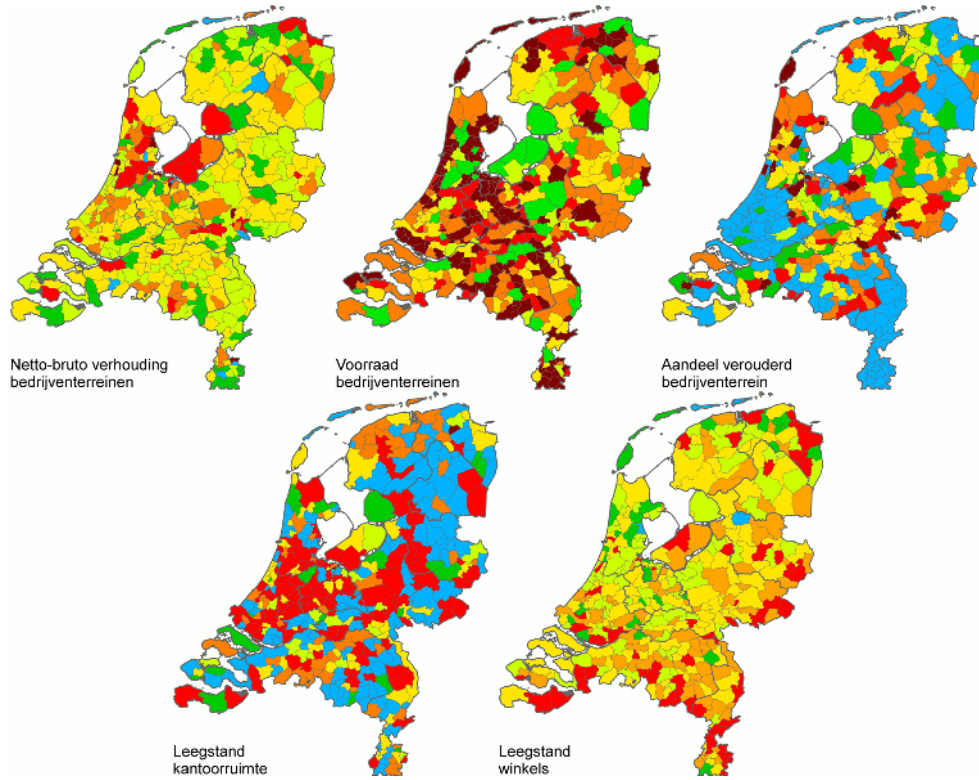 Netto-bruto verhouding
bedrijventerreinen
Voorraad
bedrijventerreinen
Aandeel verouderd
bedrijventerrein
Leegstand
kantoorruimte
Leegstand
winkels